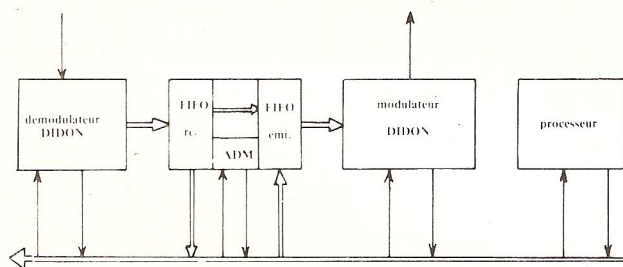 demodulateur
DIDON
FIFO
rc.
FIFO
emi.
ADM
modulateur
DIDON
processeur